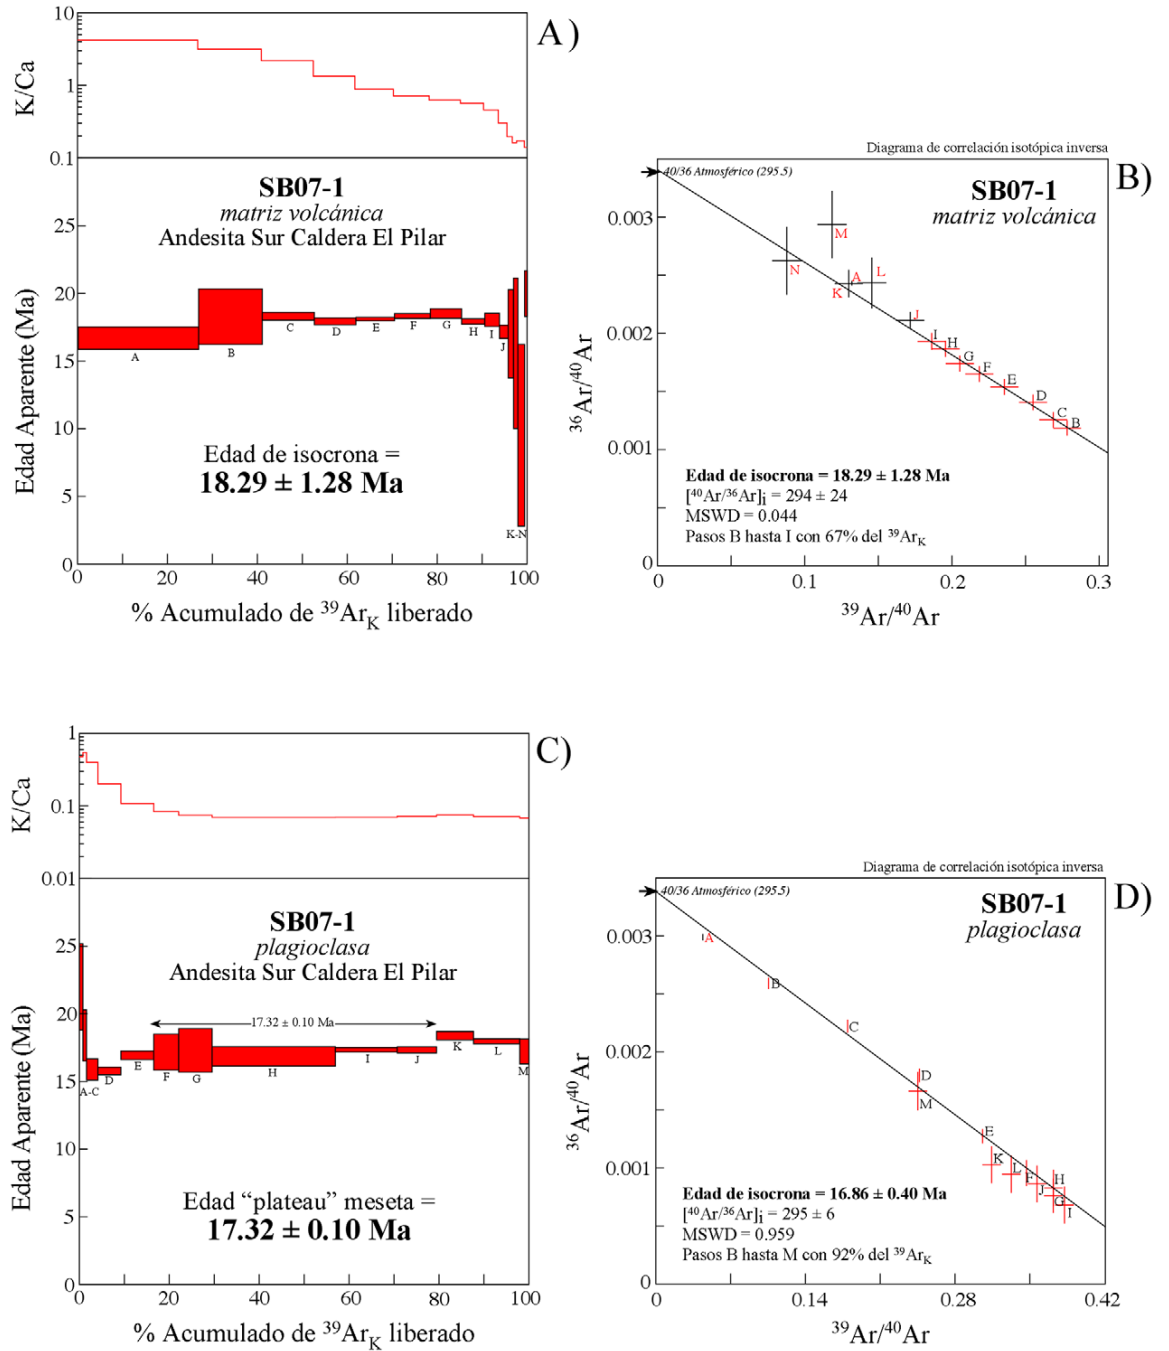 A)
10
1
0.1
K/Ca
SB07-1
matriz volcánica
Andesita Sur Caldera El Pilar
25
20
15
10
5
0
Edad Aparente (Ma)
A
B
C
D
E
F
G
H
I
J
K-N
Edad de isocrona =
18.29 ± 1.28 Ma
0
20
40
60
80
100
% Acumulado de ³⁹Ar_K liberado
Diagrama de correlación isotópica inversa
B)
40/36 Atmosférico (295.5)
SB07-1
matriz volcánica
0.003
0.002
0.001
0
³⁶Ar/⁴⁰Ar
M
N
A
L
K
J
I
H
G
F
E
D
C
B
Edad de isocrona = 18.29 ± 1.28 Ma
[⁴⁰Ar/³⁶Ar]i = 294 ± 24
MSWD = 0.044
Pasos B hasta I con 67% del ³⁹Ar_K
0
0.1
0.2
0.3
³⁹Ar/⁴⁰Ar
C)
1
0.1
0.01
K/Ca
SB07-1
plagioclasa
Andesita Sur Caldera El Pilar
25
20
15
10
5
0
Edad Aparente (Ma)
17.32 ± 0.10 Ma
A-C
D
E
F
G
H
I
J
K
L
M
Edad “plateau” meseta =
17.32 ± 0.10 Ma
0
20
40
60
80
100
% Acumulado de ³⁹Ar_K liberado
Diagrama de correlación isotópica inversa
D)
40/36 Atmosférico (295.5)
SB07-1
plagioclasa
0.003
0.002
0.001
0
³⁶Ar/⁴⁰Ar
A
B
C
D
M
E
K
L
F
J
H
G
I
Edad de isocrona = 16.86 ± 0.40 Ma
[⁴⁰Ar/³⁶Ar]i = 295 ± 6
MSWD = 0.959
Pasos B hasta M con 92% del ³⁹Ar_K
0
0.14
0.28
0.42
³⁹Ar/⁴⁰Ar